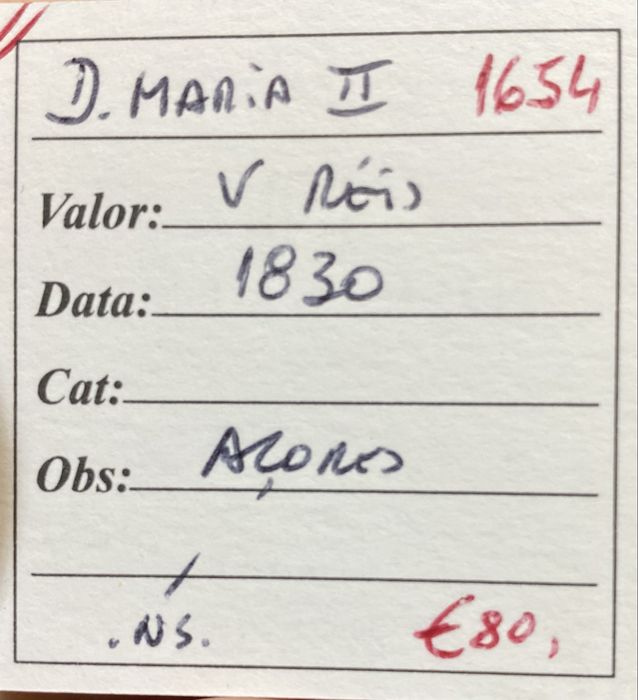 D. MARIA II 1654
Valor: V RÉIS
Data: 1830
Cat:
Obs: AÇORES
. NS.
€80,